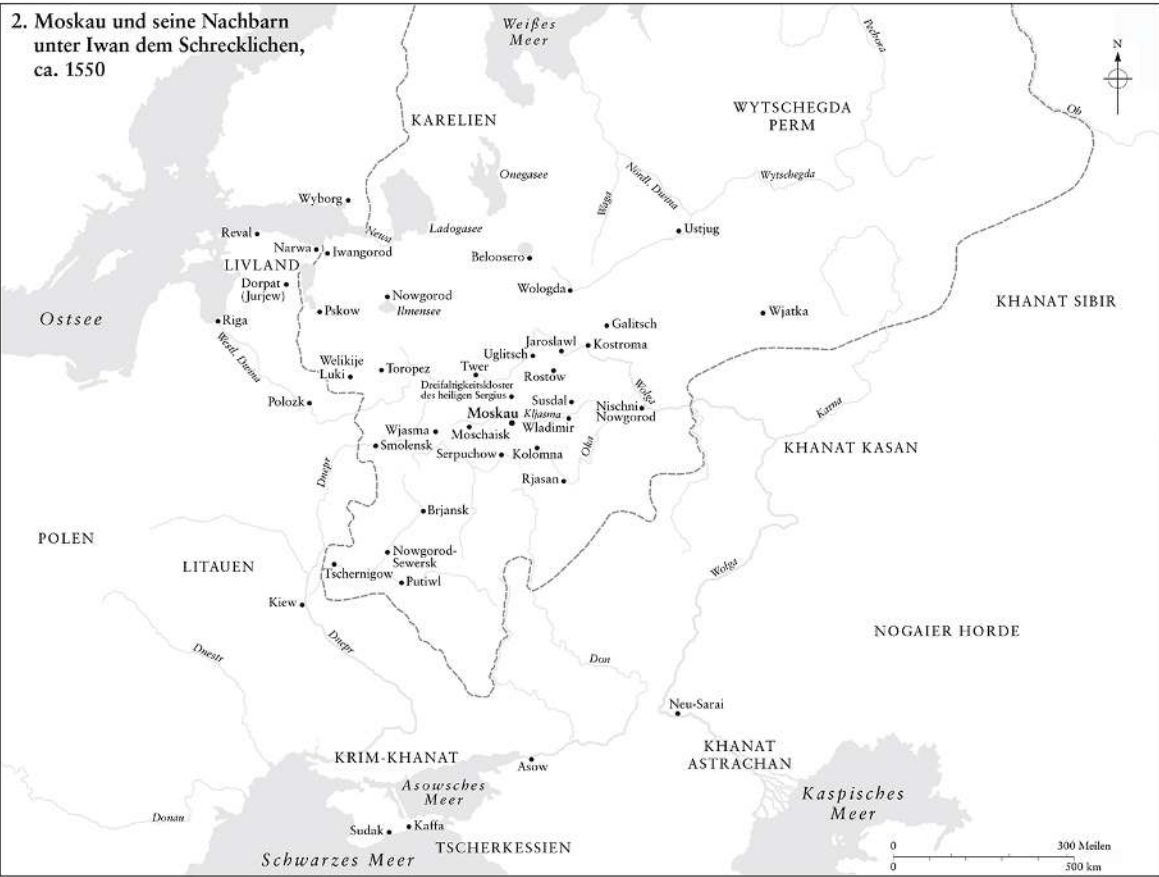 2. Moskau und seine Nachbarn
unter Iwan dem Schrecklichen,
ca. 1550
Weißes
Meer
Pechora
N
Ob
WYTSCHEGDA
PERM
KARELIEN
Onegasee
Nördl. Dwina
Wytschegda
Waga
Wyborg
Ladogasee
Newa
Ustjug
Reval
Narwa
Iwangorod
Beloosero
LIVLAND
Dorpat
(Jurjew)
Wologda
Nowgorod
Ilmensee
KHANAT SIBIR
Ostsee
Riga
Pskow
Wjatka
Galitsch
Westl. Dwina
Jaroslawl
Kostroma
Uglitsch
Welikije
Luki
Toropez
Twer
Rostow
Dreifaltigkeitskloster
des heiligen Sergius
Wolga
Polozk
Susdal
Nischni
Nowgorod
Karna
Moskau
Kljasma
Wladimir
Wjasma
Moschaisk
Smolensk
Serpuchow
Kolomna
Oka
KHANAT KASAN
Dnepr
Rjasan
Brjansk
POLEN
LITAUEN
Nowgorod-
Sewersk
Tschernigow
Putiwl
Wolga
Kiew
NOGAIER HORDE
Dnepr
Dnestr
Don
Neu-Sarai
KHANAT
ASTRACHAN
KRIM-KHANAT
Asow
Asowsches
Meer
Kaspisches
Meer
Donau
Sudak
Kaffa
TSCHERKESSIEN
Schwarzes Meer
0
300 Meilen
0
500 km